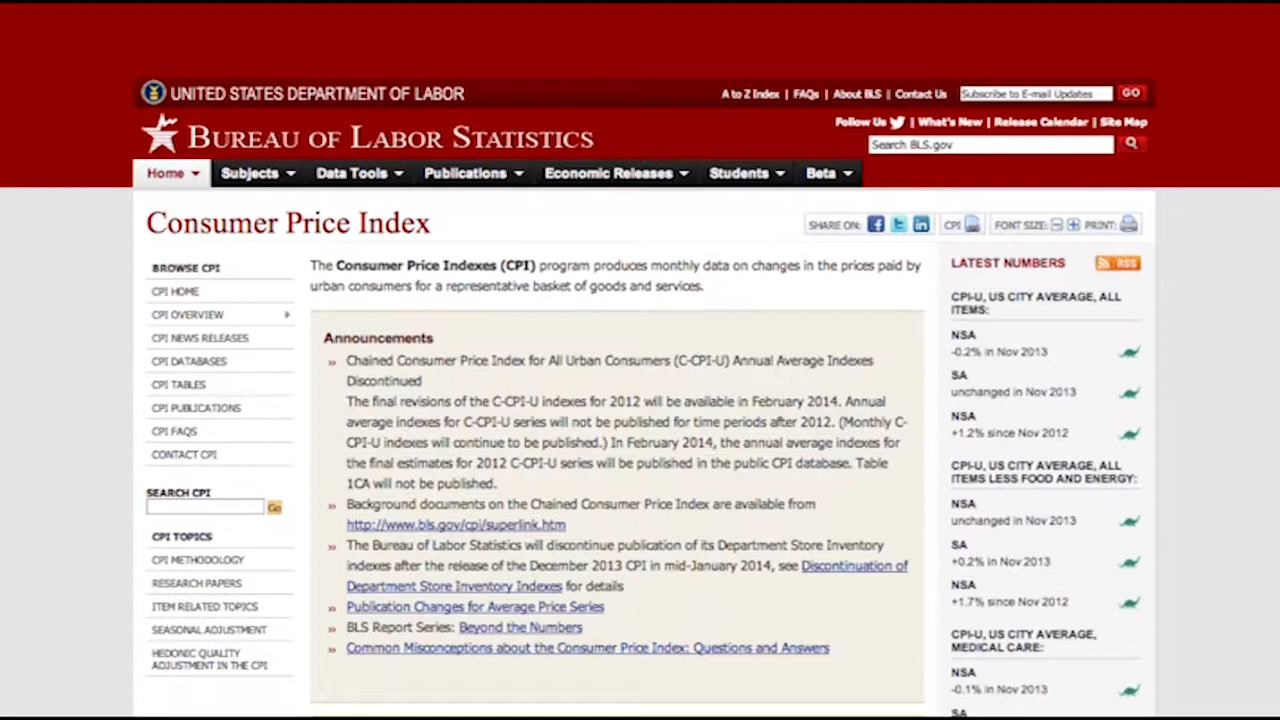 UNITED STATES DEPARTMENT OF LABOR
A to Z Index | FAQs | About BLS | Contact Us
Subscribe to E-mail Updates
GO
BUREAU OF LABOR STATISTICS
Follow Us | What's New | Release Calendar | Site Map
Search BLS.gov
Home
Subjects
Data Tools
Publications
Economic Releases
Students
Beta
Consumer Price Index
SHARE ON:
CPI
FONT SIZE:
PRINT:
BROWSE CPI
CPI HOME
CPI OVERVIEW
CPI NEWS RELEASES
CPI DATABASES
CPI TABLES
CPI PUBLICATIONS
CPI FAQS
CONTACT CPI
SEARCH CPI
Go
CPI TOPICS
CPI METHODOLOGY
RESEARCH PAPERS
ITEM RELATED TOPICS
SEASONAL ADJUSTMENT
HEDONIC QUALITY
ADJUSTMENT IN THE CPI
The Consumer Price Indexes (CPI) program produces monthly data on changes in the prices paid by
urban consumers for a representative basket of goods and services.
Announcements
» Chained Consumer Price Index for All Urban Consumers (C-CPI-U) Annual Average Indexes
Discontinued
The final revisions of the C-CPI-U indexes for 2012 will be available in February 2014. Annual
average indexes for C-CPI-U series will not be published for time periods after 2012. (Monthly C-
CPI-U indexes will continue to be published.) In February 2014, the annual average indexes for
the final estimates for 2012 C-CPI-U series will be published in the public CPI database. Table
1CA will not be published.
» Background documents on the Chained Consumer Price Index are available from
http://www.bls.gov/cpi/superlink.htm
» The Bureau of Labor Statistics will discontinue publication of its Department Store Inventory
indexes after the release of the December 2013 CPI in mid-January 2014, see Discontinuation of
Department Store Inventory Indexes for details
» Publication Changes for Average Price Series
» BLS Report Series: Beyond the Numbers
» Common Misconceptions about the Consumer Price Index: Questions and Answers
LATEST NUMBERS
RSS
CPI-U, US CITY AVERAGE, ALL
ITEMS:
NSA
-0.2% in Nov 2013
SA
unchanged in Nov 2013
NSA
+1.2% since Nov 2012
CPI-U, US CITY AVERAGE, ALL
ITEMS LESS FOOD AND ENERGY:
NSA
unchanged in Nov 2013
SA
+0.2% in Nov 2013
NSA
+1.7% since Nov 2012
CPI-U, US CITY AVERAGE,
MEDICAL CARE:
NSA
-0.1% in Nov 2013
SA